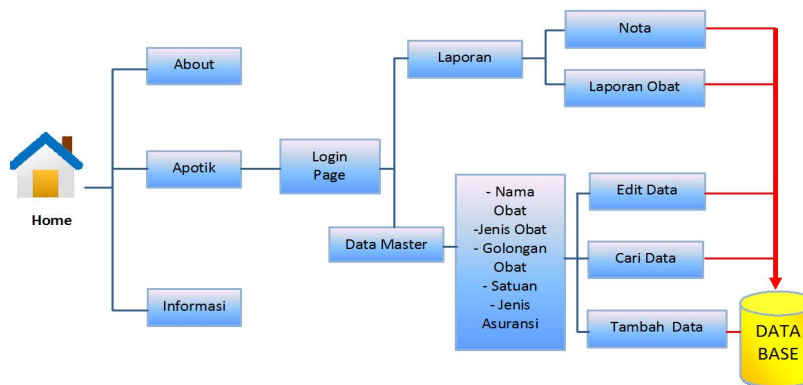 Home
About
Apotik
Informasi
Login
Page
Laporan
Data Master
Nota
Laporan Obat
- Nama
Obat
-Jenis Obat
- Golongan
Obat
- Satuan
- Jenis
Asuransi
Edit Data
Cari Data
Tambah Data
DATA
BASE